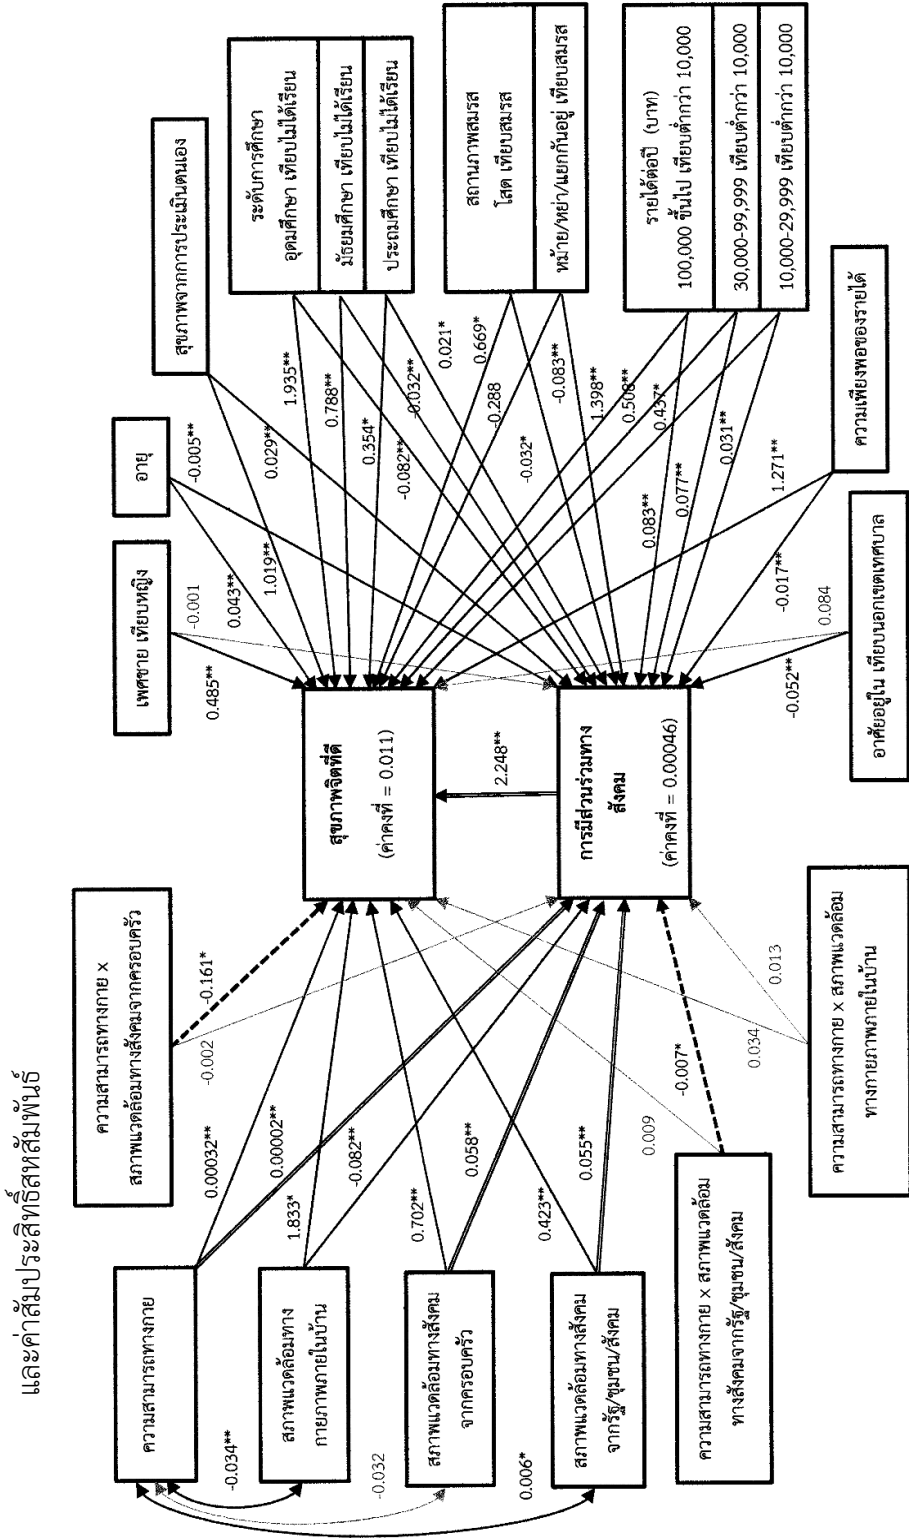 และค่าสัมประสิทธิ์สหสัมพันธ์
ความสามารถทางกาย
สภาพแวดล้อมทาง
กายภาพภายในบ้าน
สภาพแวดล้อมทางสังคม
จากครอบครัว
สภาพแวดล้อมทางสังคม
จากรัฐ/ชุมชน/สังคม
-0.034**
-0.032
0.006*
ความสามารถทางกาย x
สภาพแวดล้อมทางสังคมจากครอบครัว
ความสามารถทางกาย x สภาพแวดล้อม
ทางสังคมจากรัฐ/ชุมชน/สังคม
ความสามารถทางกาย x สภาพแวดล้อม
ทางกายภาพภายในบ้าน
-0.161*
-0.002
0.00032**
0.00002**
1.833*
-0.082**
0.702**
0.058**
0.423**
0.055**
0.009
-0.007*
0.034
0.013
สุขภาพจิตที่ดี
(ค่าคงที่ = 0.011)
2.248**
การมีส่วนร่วมทาง
สังคม
(ค่าคงที่ = 0.00046)
เพศชาย เทียบหญิง
อายุ
สุขภาพจากการประเมินตนเอง
0.485**
-0.001
0.043**
-0.005**
1.019**
0.029**
ระดับการศึกษา
อุดมศึกษา เทียบไม่ได้เรียน
มัธยมศึกษา เทียบไม่ได้เรียน
ประถมศึกษา เทียบไม่ได้เรียน
1.935**
0.788**
0.354*
-0.082**
-0.032**
0.021*
สถานภาพสมรส
โสด เทียบสมรส
หม้าย/หย่า/แยกกันอยู่ เทียบสมรส
0.669*
-0.288
-0.032*
-0.083**
รายได้ต่อปี (บาท)
100,000 ขึ้นไป เทียบต่ำกว่า 10,000
30,000-99,999 เทียบต่ำกว่า 10,000
10,000-29,999 เทียบต่ำกว่า 10,000
1.398**
0.508**
0.437*
0.083**
0.077**
0.031**
ความเพียงพอของรายได้
1.271**
-0.017**
อาศัยอยู่ใน เทียบนอกเขตเทศบาล
0.084
-0.052**